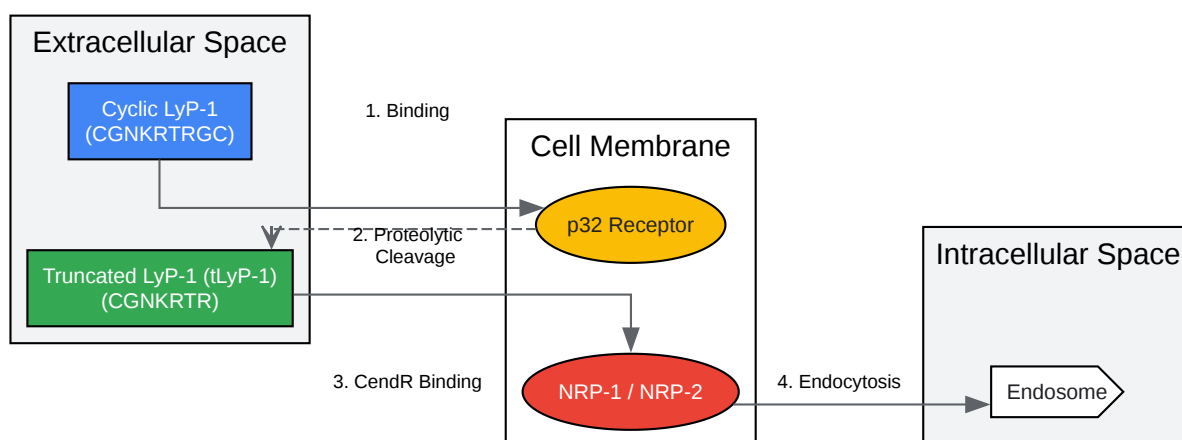 Extracellular Space
Cyclic LyP-1
(CGNKRTRGC)
1. Binding
Cell Membrane
p32 Receptor
2. Proteolytic
Cleavage
Truncated LyP-1 (tLyP-1)
(CGNKRTR)
Intracellular Space
3. CendR Binding
NRP-1 / NRP-2
4. Endocytosis
Endosome